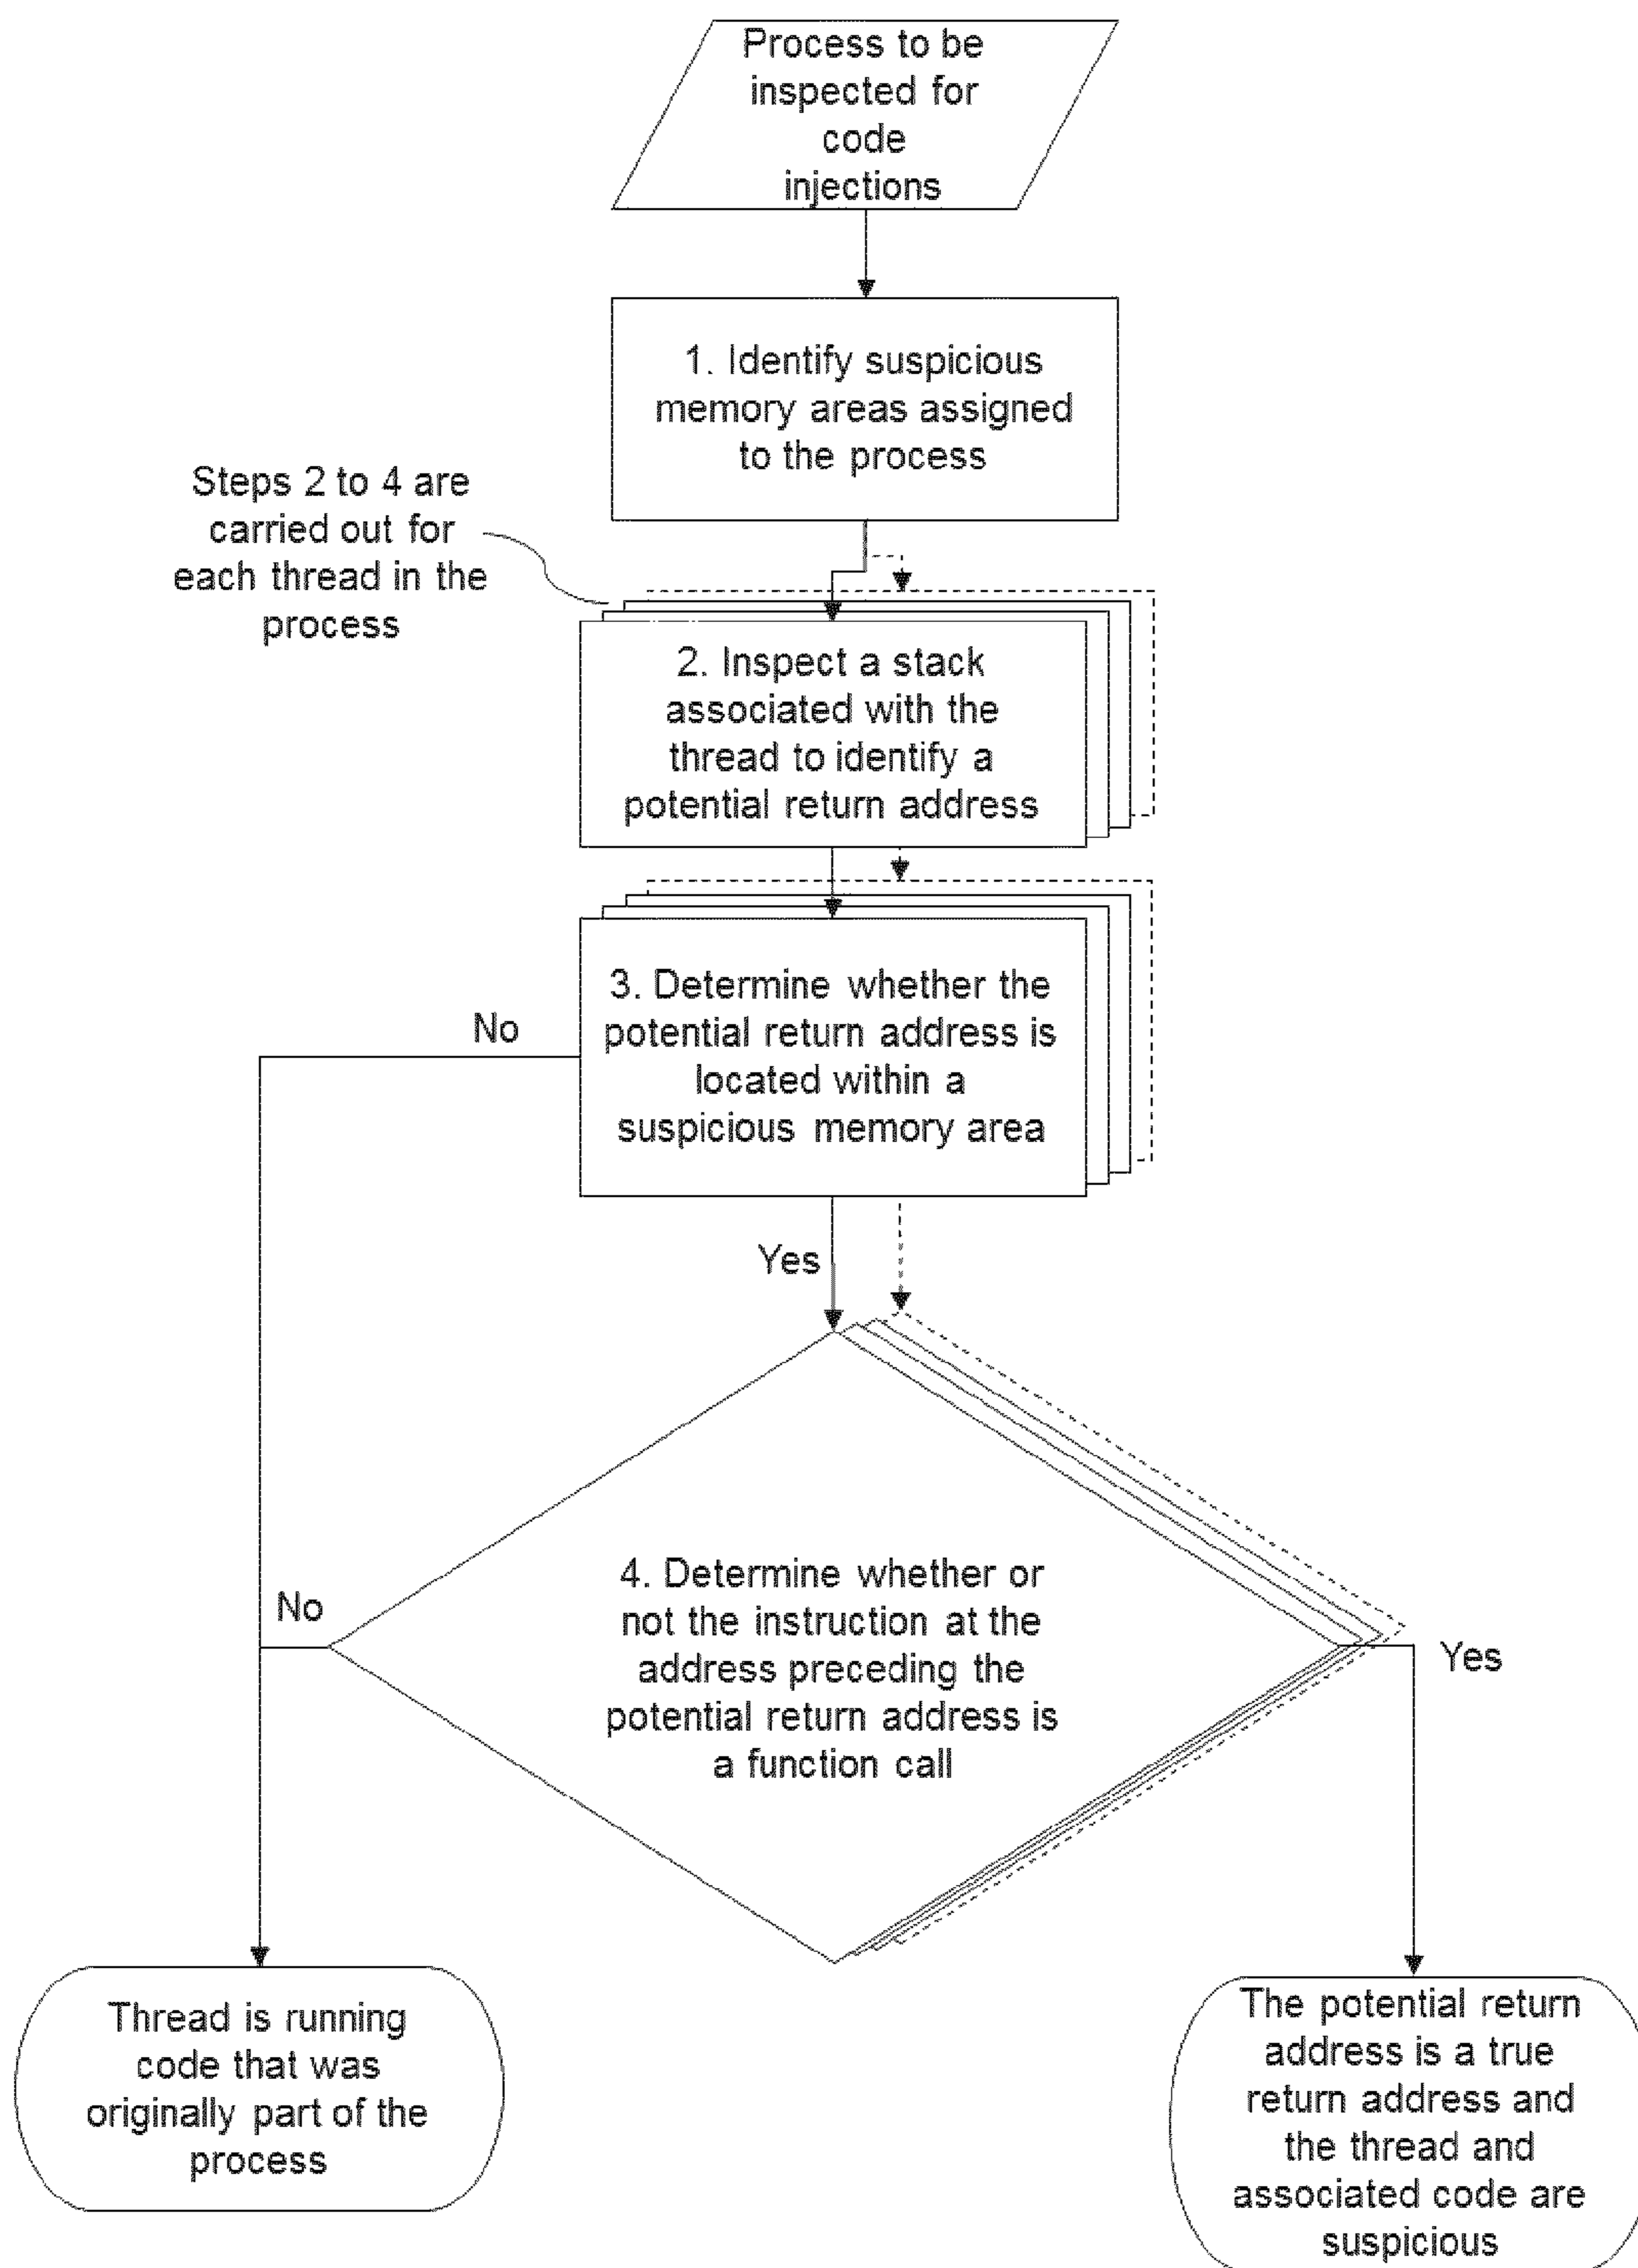 Process to be
inspected for
code
injections
1. Identify suspicious
memory areas assigned
to the process
Steps 2 to 4 are
carried out for
each thread in the
process
2. Inspect a stack
associated with the
thread to identify a
potential return address
3. Determine whether the
potential return address is
located within a
suspicious memory area
No
Yes
4. Determine whether or
not the instruction at the
address preceding the
potential return address is
a function call
No
Yes
Thread is running
code that was
originally part of the
process
The potential return
address is a true
return address and
the thread and
associated code are
suspicious